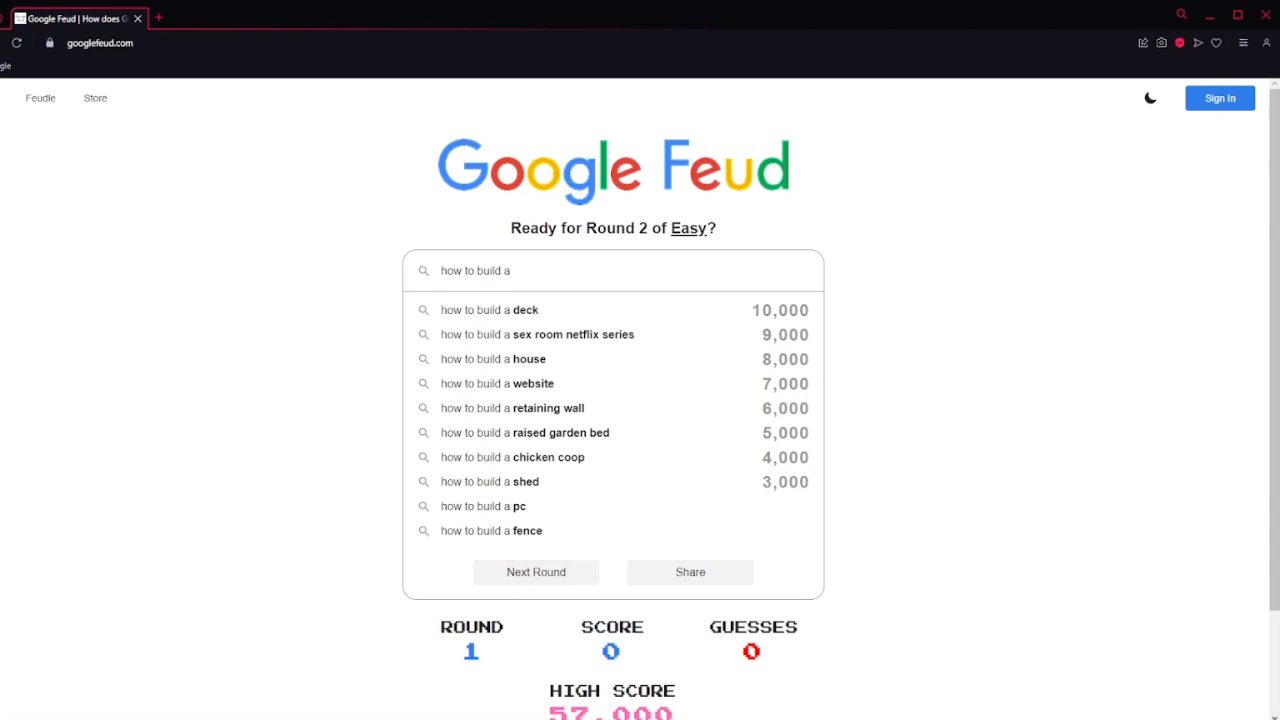 Google Feud | How does G
googlefeud.com
gle
Feudle Store Sign In
Google Feud
Ready for Round 2 of Easy?
how to build a
how to build a deck 10,000
how to build a sex room netflix series 9,000
how to build a house 8,000
how to build a website 7,000
how to build a retaining wall 6,000
how to build a raised garden bed 5,000
how to build a chicken coop 4,000
how to build a shed 3,000
how to build a pc
how to build a fence
Next Round Share
ROUND SCORE GUESSES
1 0 0
HIGH SCORE
57,000